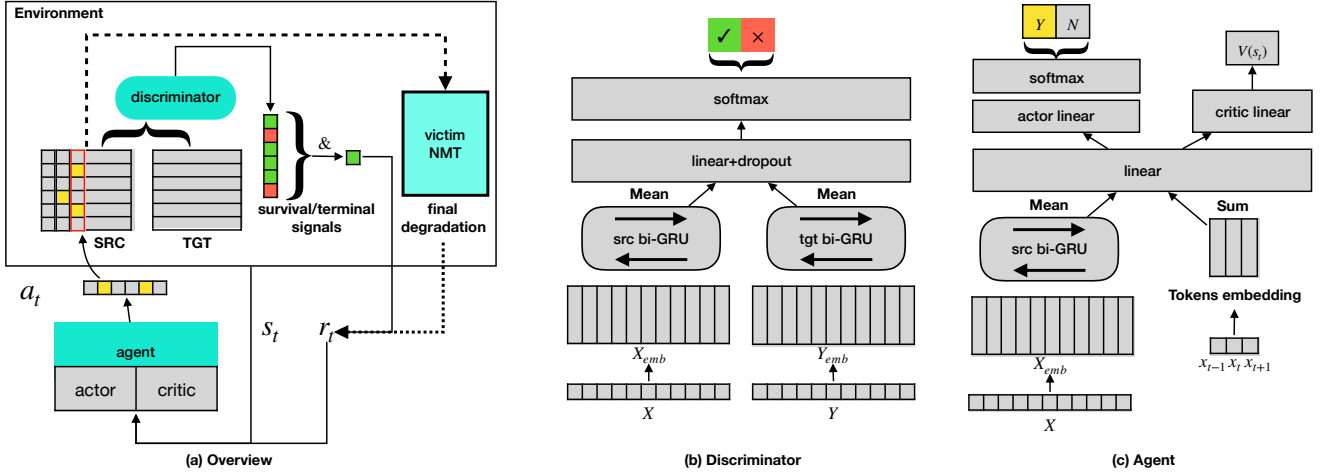 Environment
discriminator
SRC
TGT
&
survival/terminal
signals
victim
NMT
final
degradation
a_t
agent
actor
critic
s_t
r_t
(a) Overview
✓
×
softmax
linear+dropout
Mean
Mean
src bi-GRU
tgt bi-GRU
X_emb
Y_emb
X
Y
(b) Discriminator
Y
N
softmax
V(s_t)
actor linear
critic linear
linear
Mean
Sum
src bi-GRU
Tokens embedding
X_emb
x_{t-1} x_t x_{t+1}
X
(c) Agent